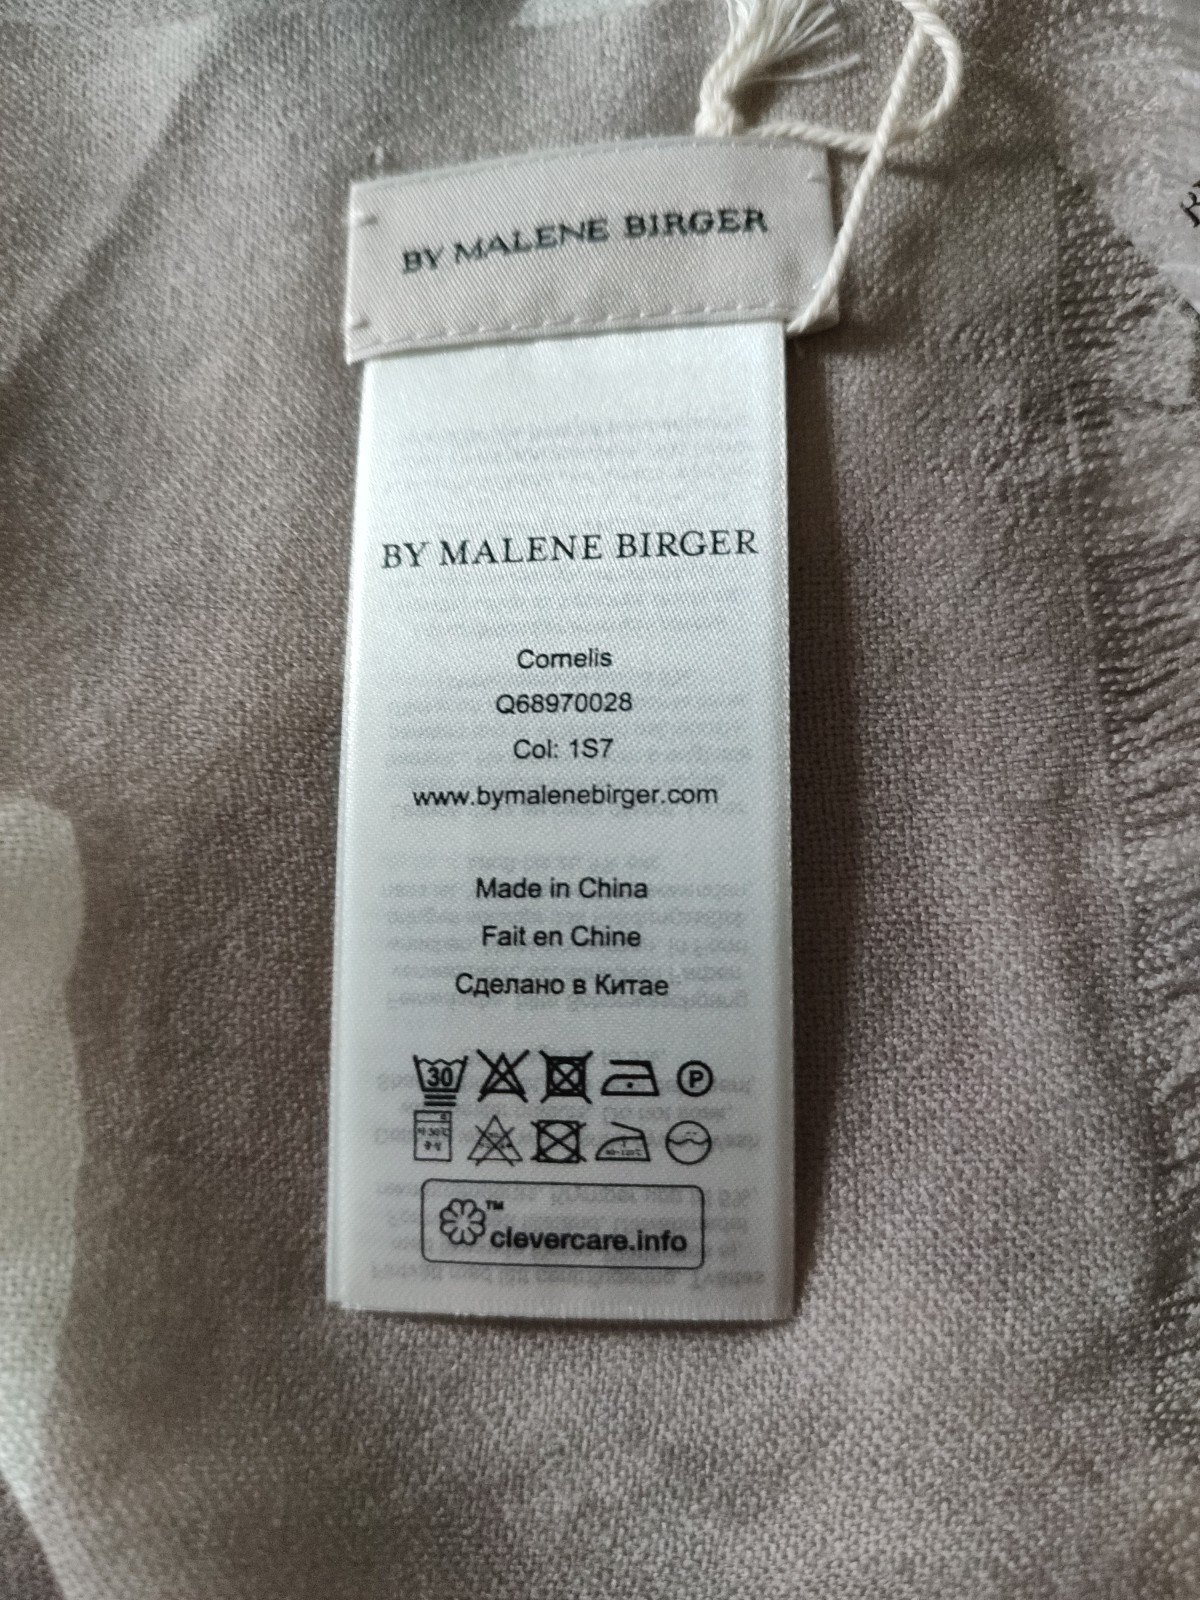 BY MALENE BIRGER
BY MALENE BIRGER
Cornelis
Q68970028
Col: 1S7
www.bymalenebirger.com
Made in China
Fait en Chine
Сделано в Китае
30
P
TM
clevercare.info